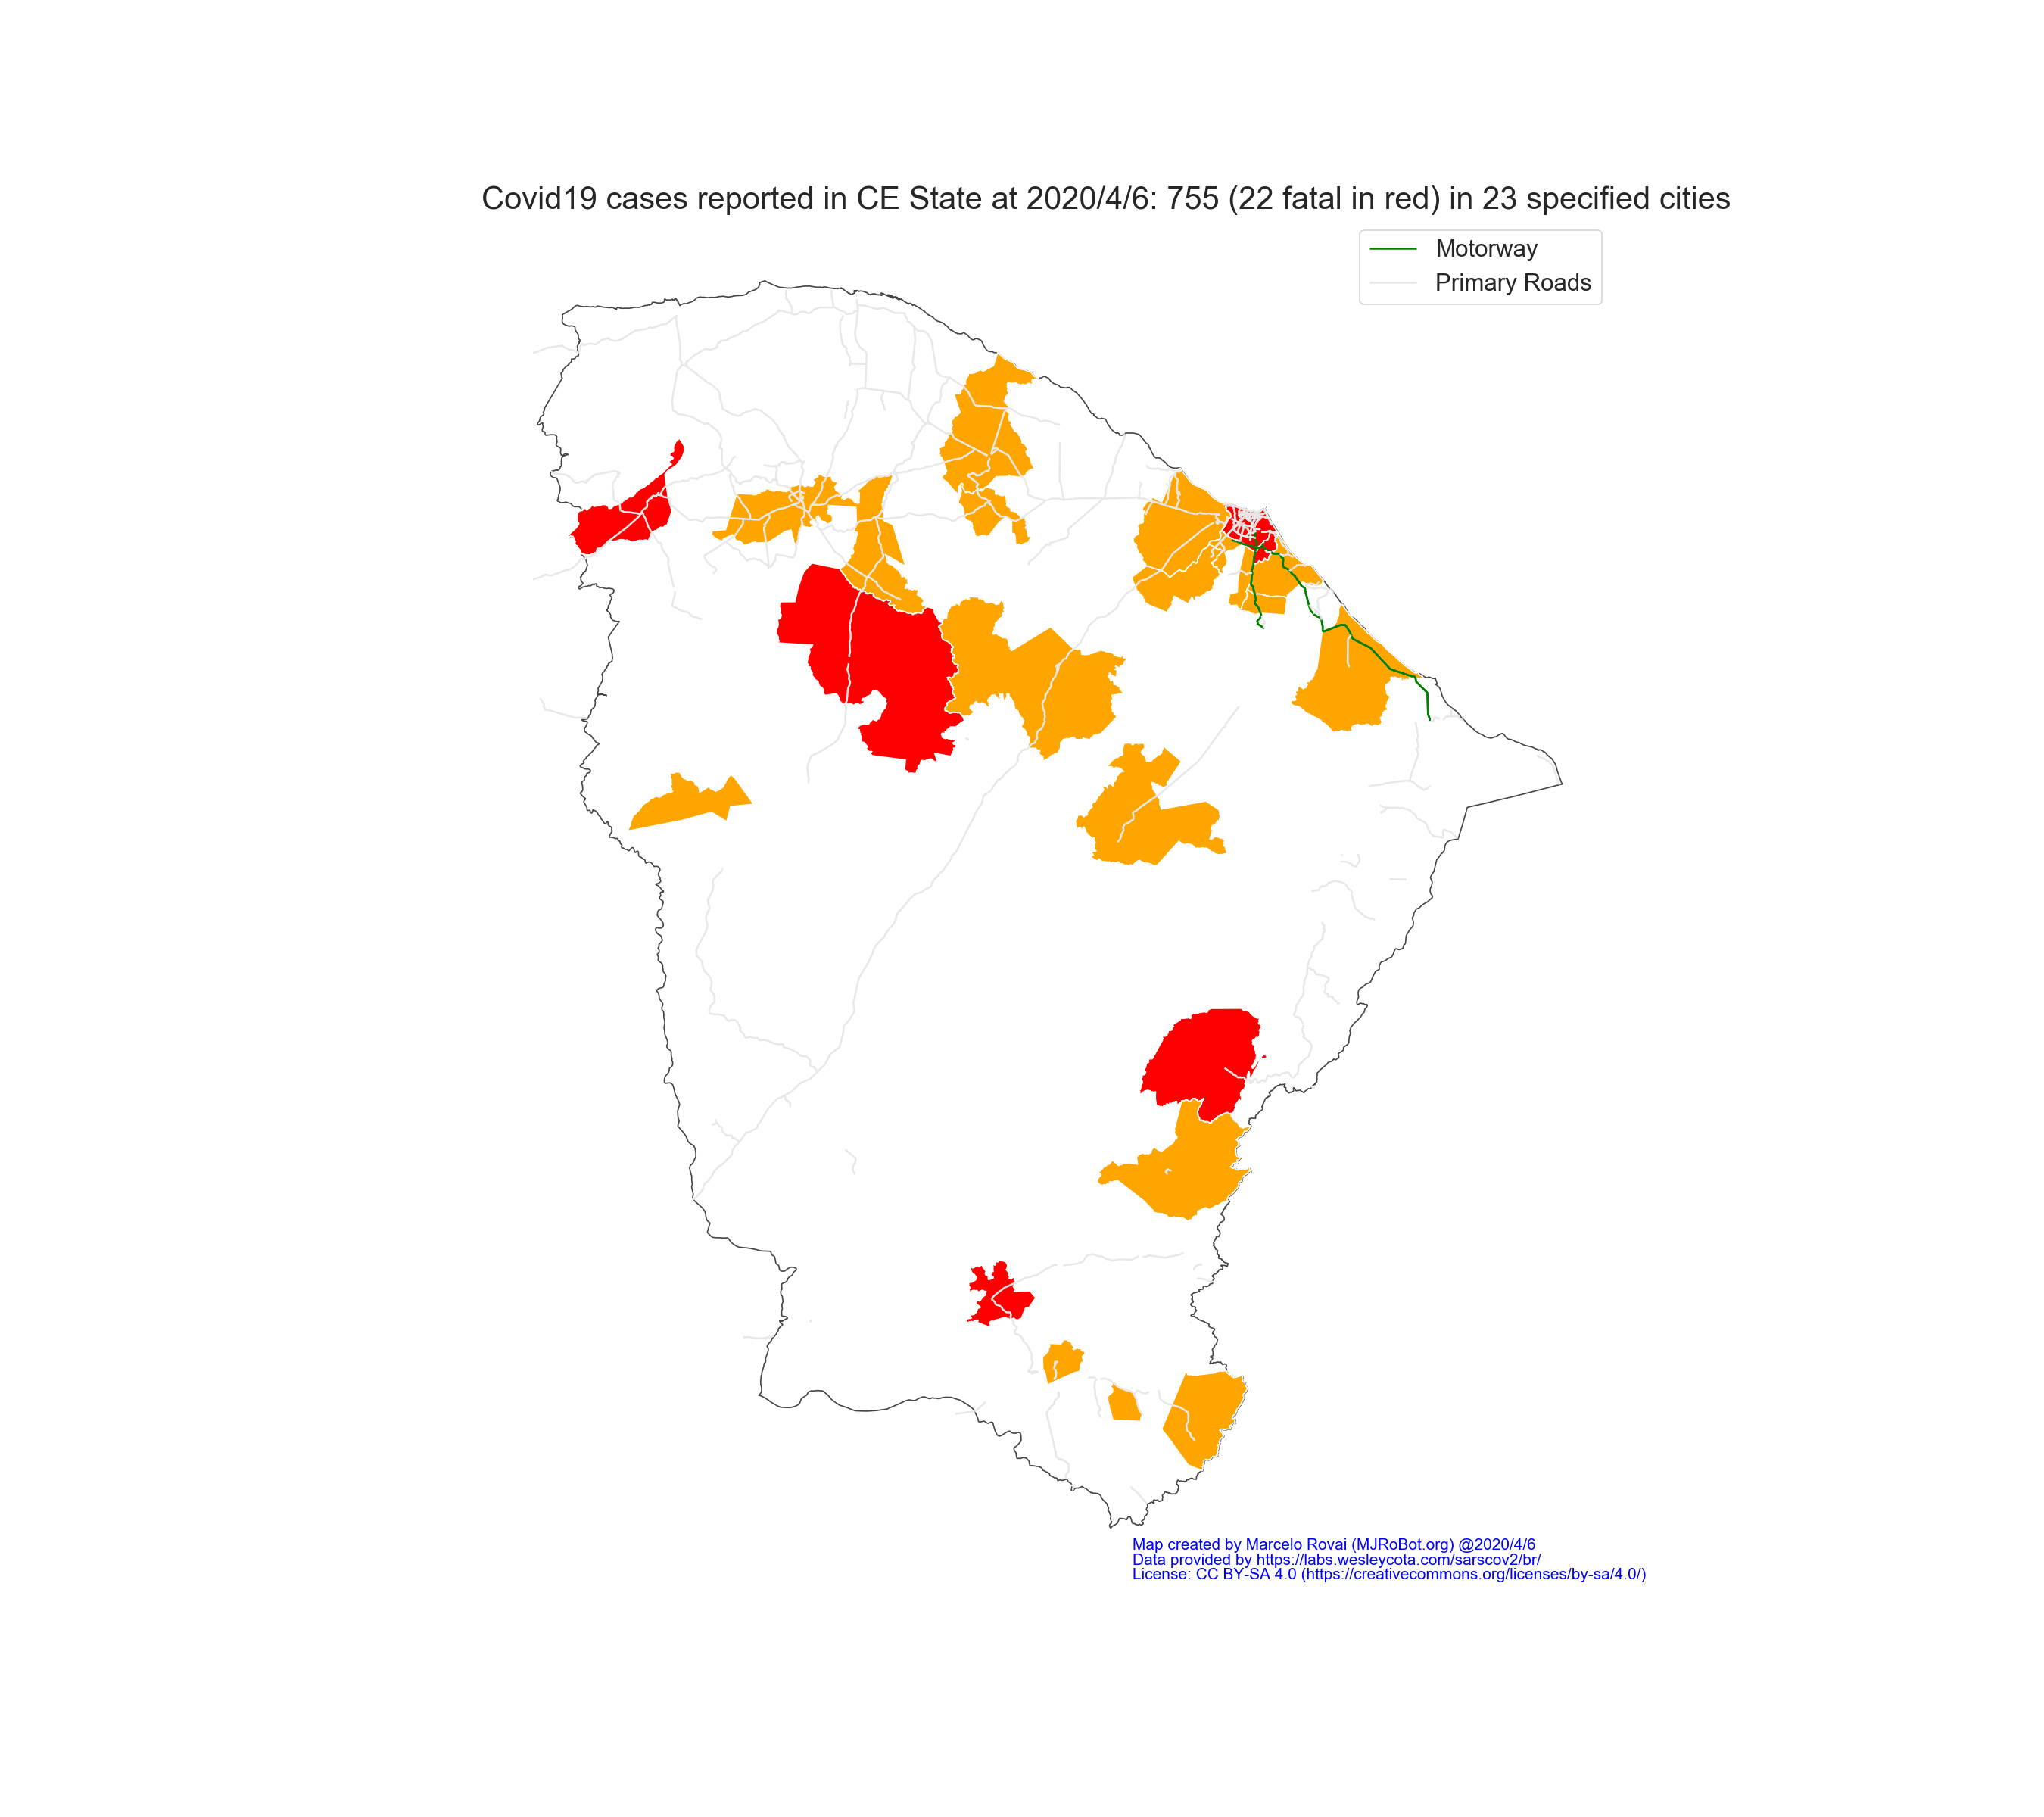 Covid19 cases reported in CE State at 2020/4/6: 755 (22 fatal in red) in 23 specified cities
Motorway
Primary Roads
Map created by Marcelo Rovai (MJRoBot.org) @2020/4/6
Data provided by https://labs.wesleycota.com/sarscov2/br/
License: CC BY-SA 4.0 (https://creativecommons.org/licenses/by-sa/4.0/)